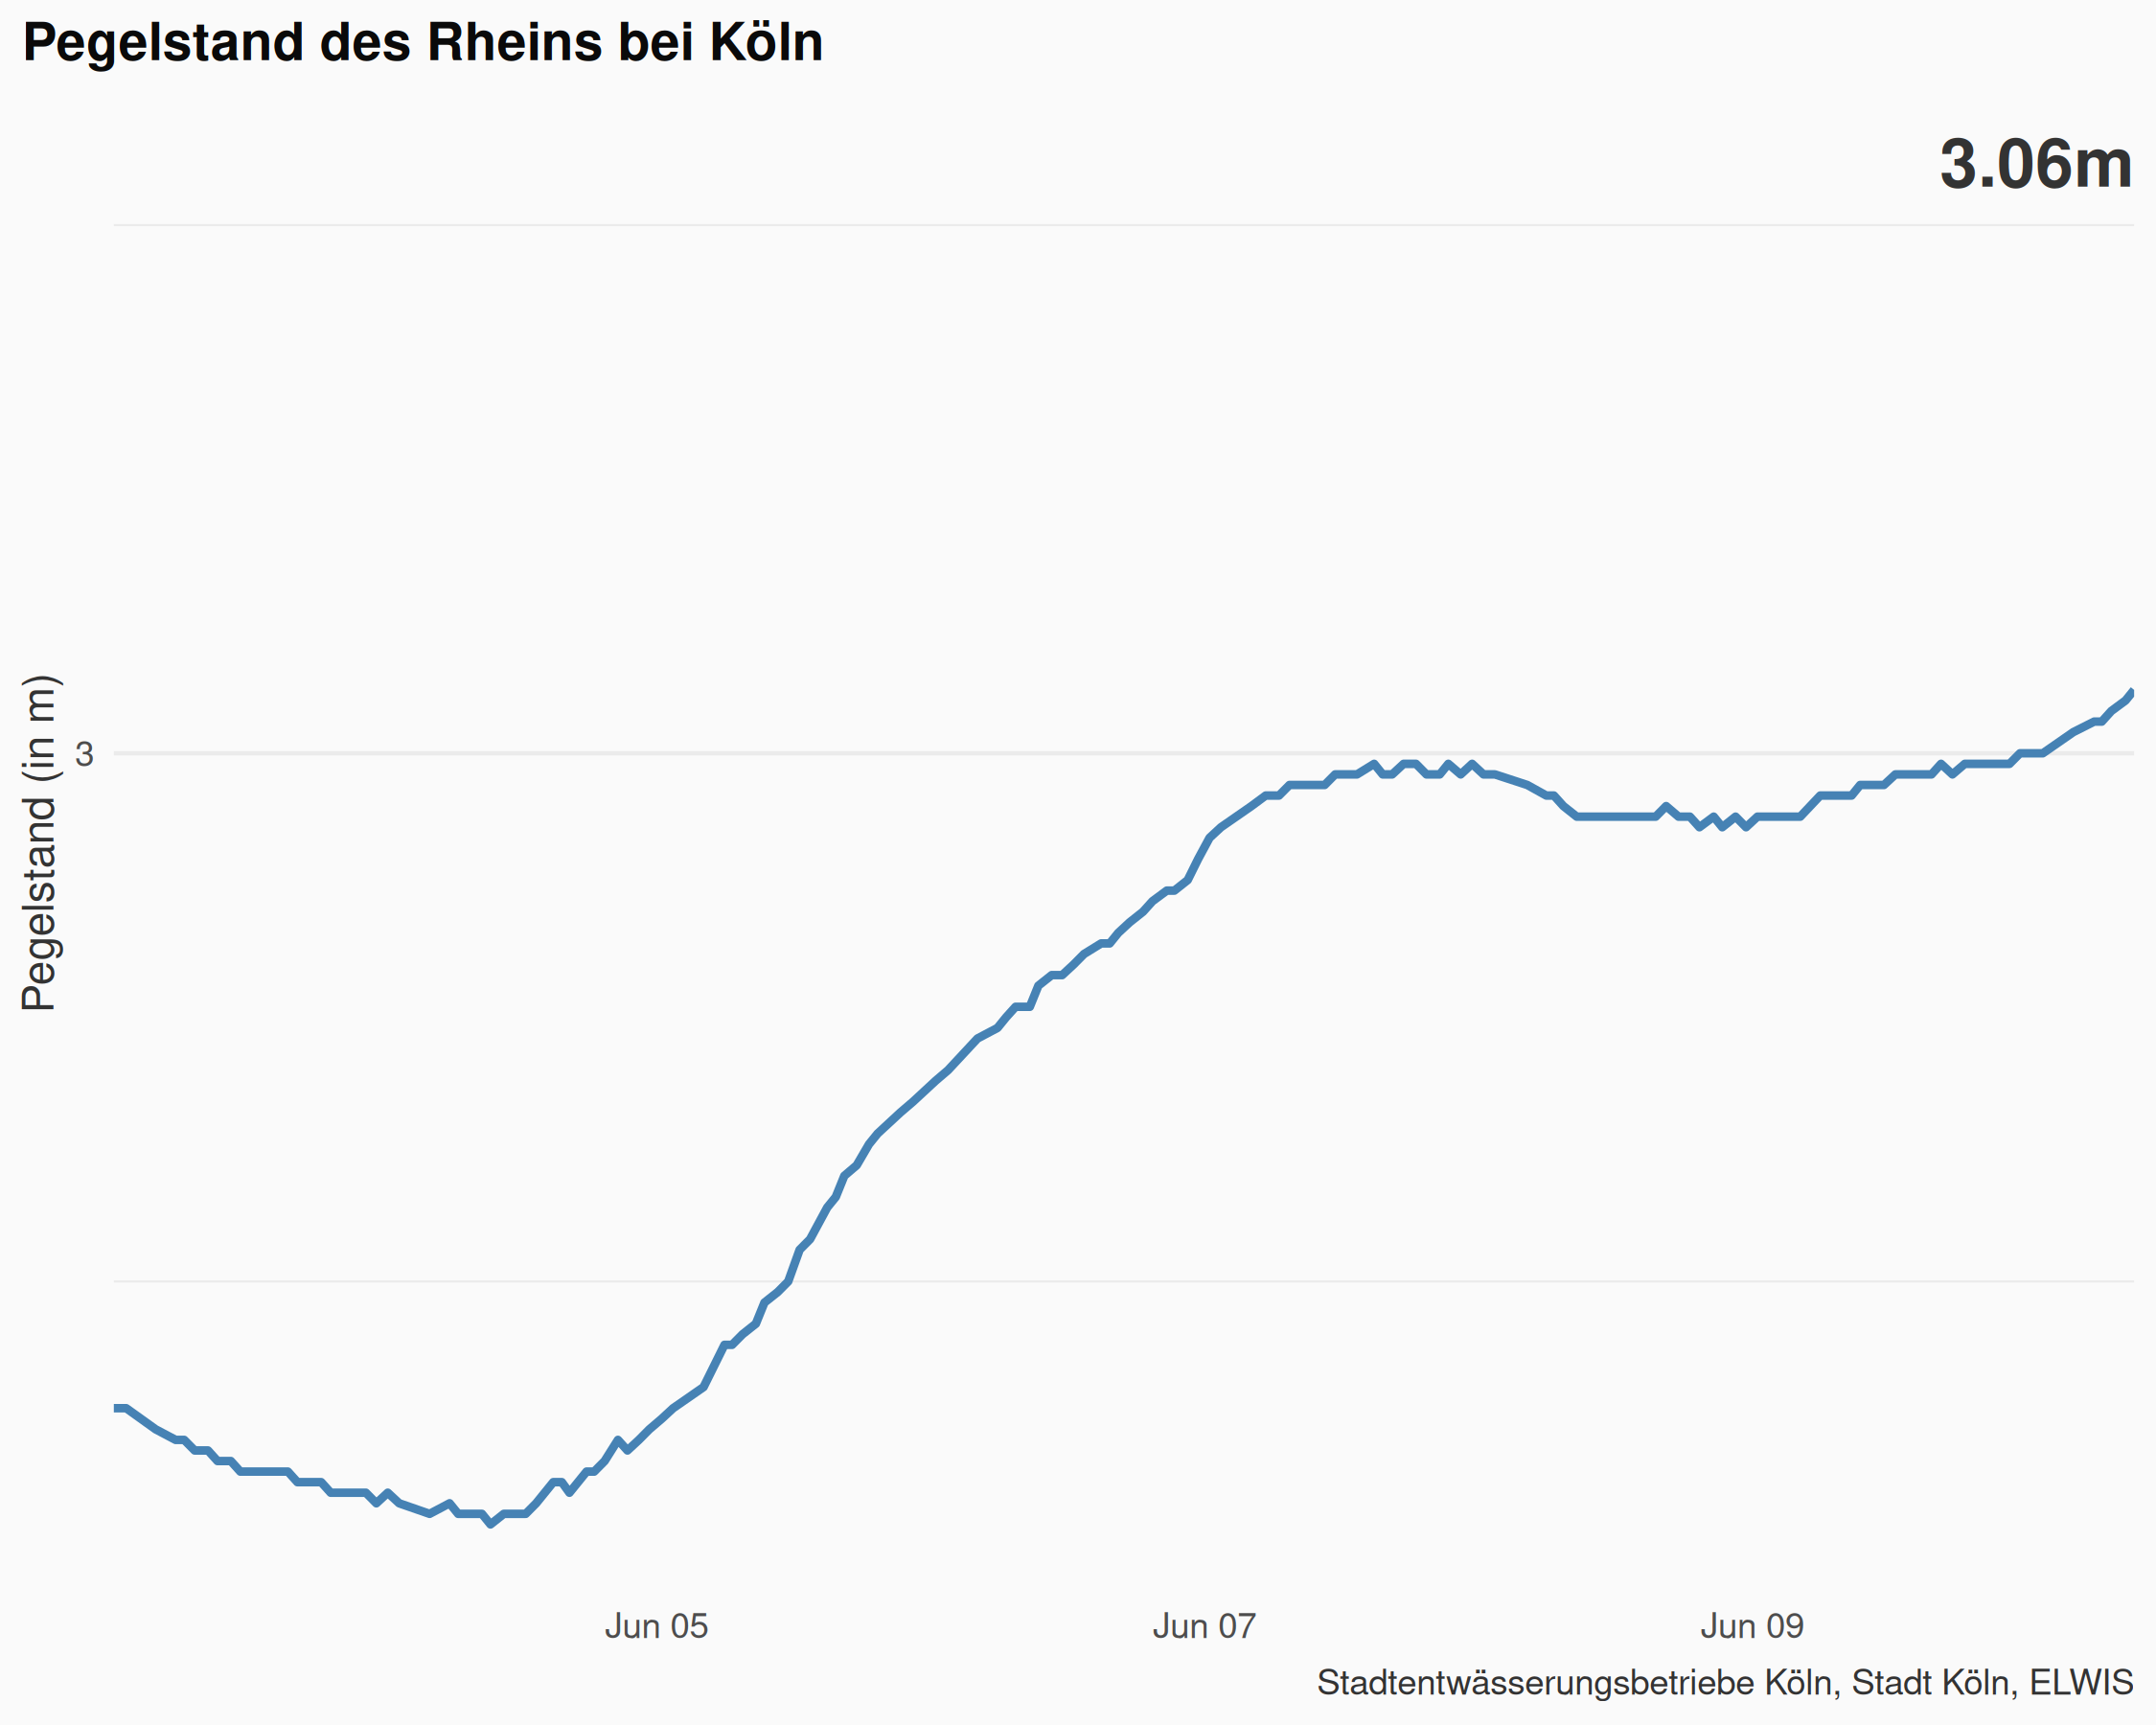 Pegelstand des Rheins bei Köln
3.06m
Pegelstand (in m)
3
Jun 05
Jun 07
Jun 09
Stadtentwässerungsbetriebe Köln, Stadt Köln, ELWIS